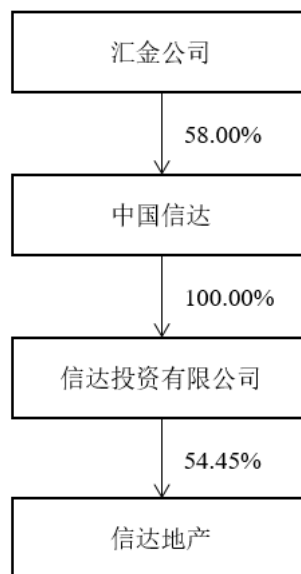 汇金公司
58.00%
中国信达
100.00%
信达投资有限公司
54.45%
信达地产